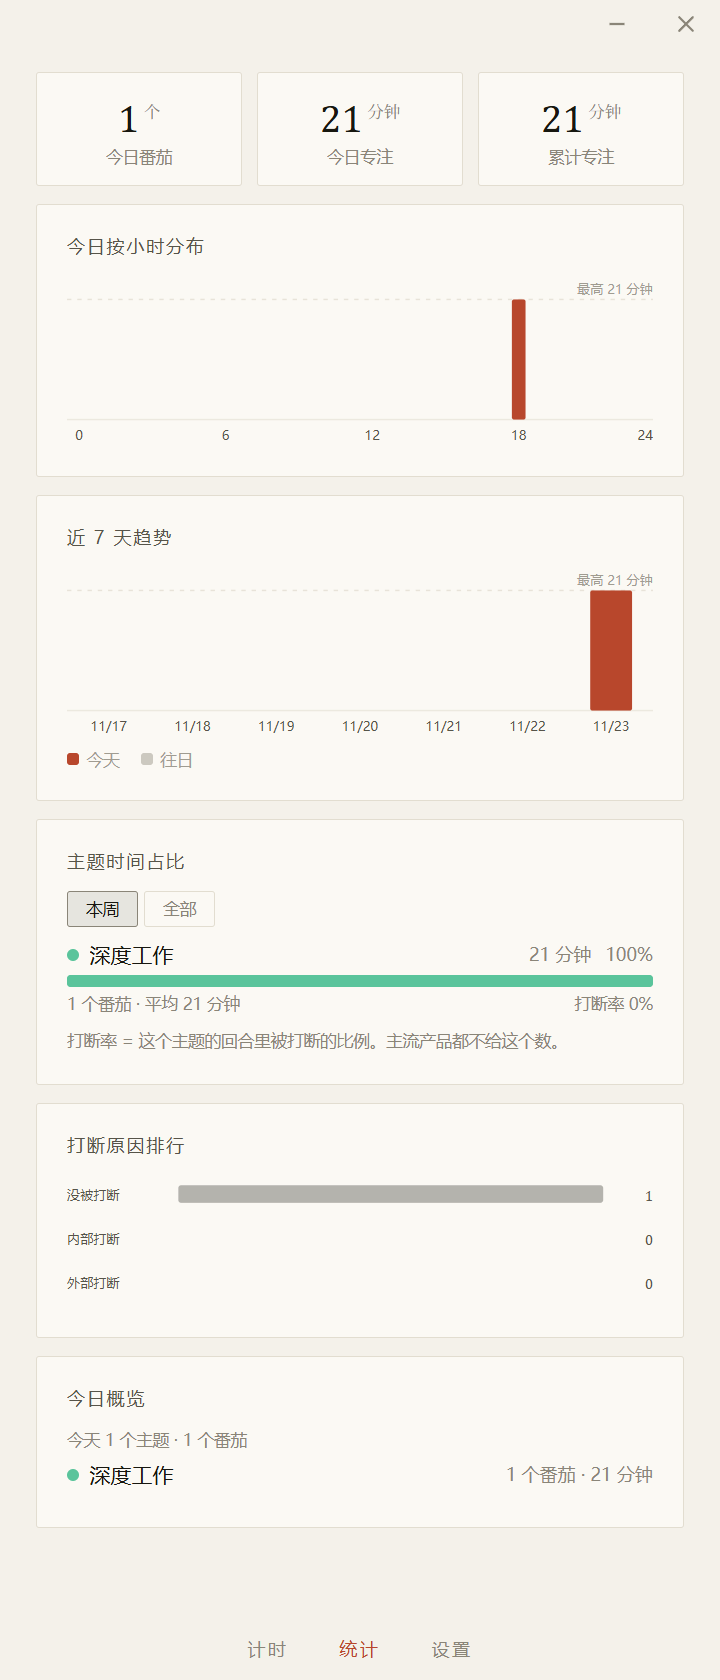 1 个
今日番茄
21 分钟
今日专注
21 分钟
累计专注
今日按小时分布
最高 21 分钟
0 6 12 18 24
近 7 天趋势
最高 21 分钟
11/17 11/18 11/19 11/20 11/21 11/22 11/23
今天 往日
主题时间占比
本周 全部
深度工作 21 分钟 100%
1 个番茄 · 平均 21 分钟 打断率 0%
打断率 = 这个主题的回合里被打断的比例。主流产品都不给这个数。
打断原因排行
没被打断 1
内部打断 0
外部打断 0
今日概览
今天 1 个主题 · 1 个番茄
深度工作 1 个番茄 · 21 分钟
计时 统计 设置